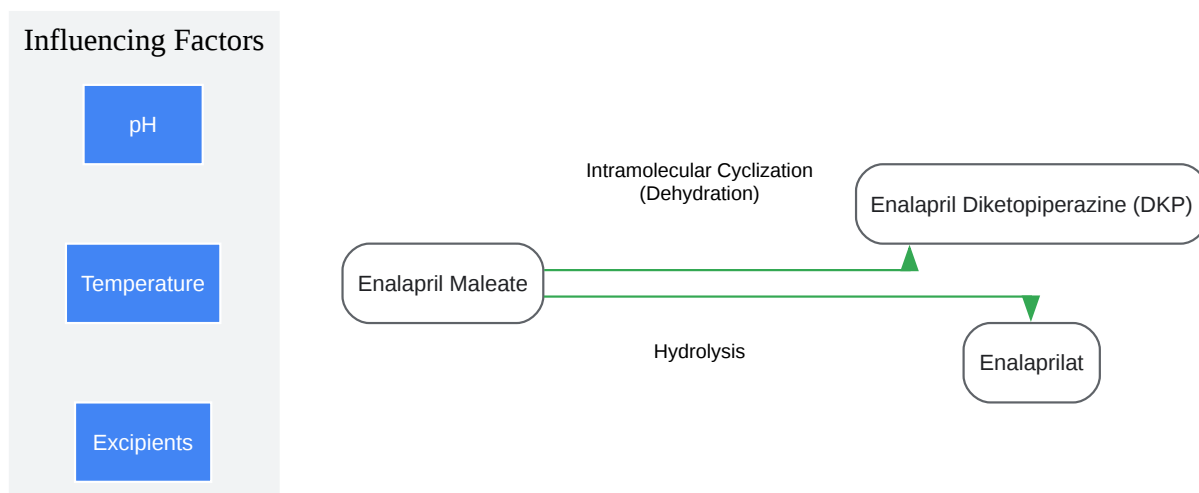 Influencing Factors
pH
Temperature
Excipients
Enalapril Maleate
Intramolecular Cyclization
(Dehydration)
Enalapril Diketopiperazine (DKP)
Hydrolysis
Enalaprilat